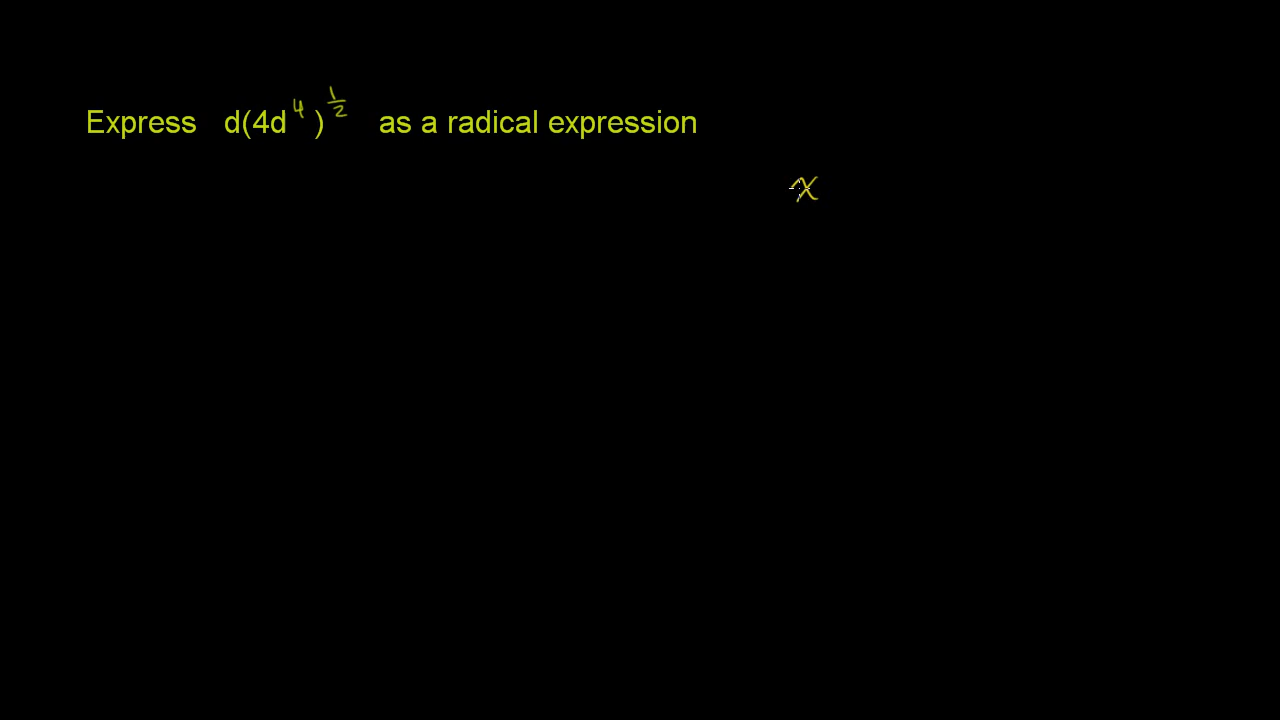 Express d(4d⁴)^½ as a radical expression
x